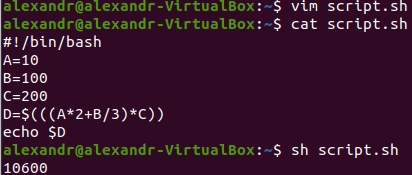 alexandr@alexandr-VirtualBox:~$ vim script.sh
alexandr@alexandr-VirtualBox:~$ cat script.sh
#!/bin/bash
A=10
B=100
C=200
D=$(((A*2+B/3)*C))
echo $D
alexandr@alexandr-VirtualBox:~$ sh script.sh
10600